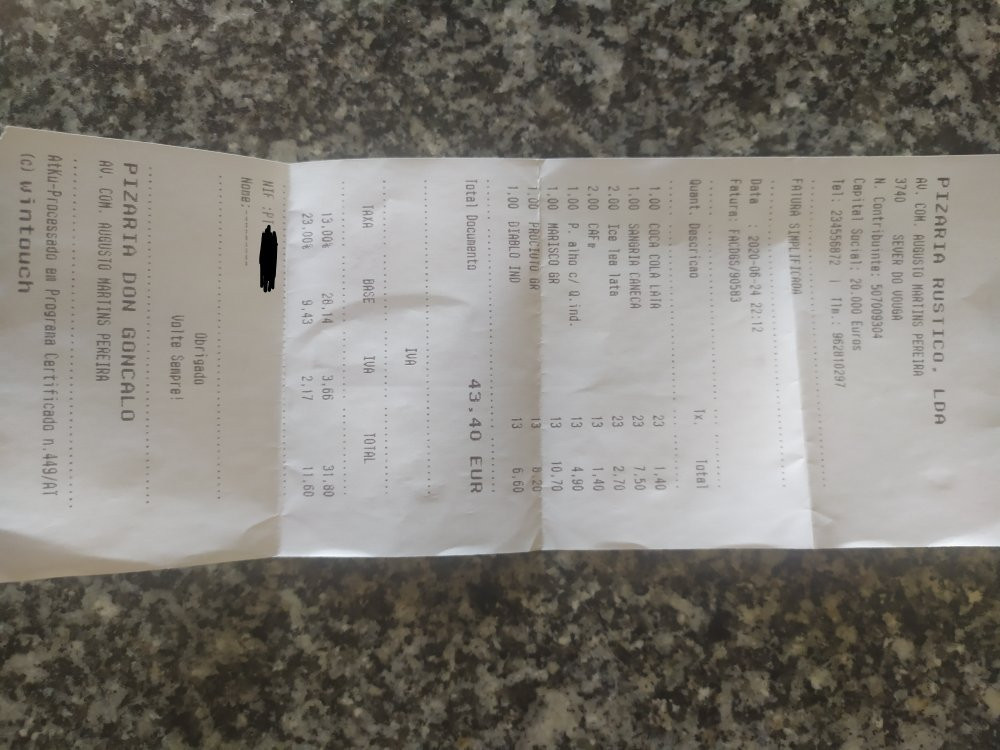 PIZARIA RUSTICO, LDA
AV. COM. AUGUSTO MARTINS PEREIRA
3740 SEVER DO VOUGA
N. Contribuinte: 507009304
Capital Social: 20.000 Euros
Tel: 234556872 | Tlm.: 962810297
FATURA SIMPLIFICADA
Data 2020-06-24 22:12
Fatura: FAC06S/90583
Quant. Descricao Tx. Total
1.00 COCA COLA LATA 23 1,40
1.00 SANGRIA CANECA 23 7,50
2.00 Ice tea lata 23 2,70
2.00 CAFe 13 1,40
1.00 P. alho c/ Q.ind. 13 4,90
1.00 MARISCO GR 13 10,70
1.00 PROCIUTO GR 13 8,20
1.00 DIABLO IND 13 6,60
Total Documento 43,40 EUR
IVA
TAXA BASE IVA TOTAL
13.00% 28,14 3,66 31,80
23.00% 9,43 2,17 11,60
NIF:PT
Nome:
Obrigado
Volte Sempre!
PIZARIA DON GONCALO
AV. COM. AUGUSTO MARTINS PEREIRA
AtKu-Processado em Programa Certificado n.449/AT
(c) wintouch